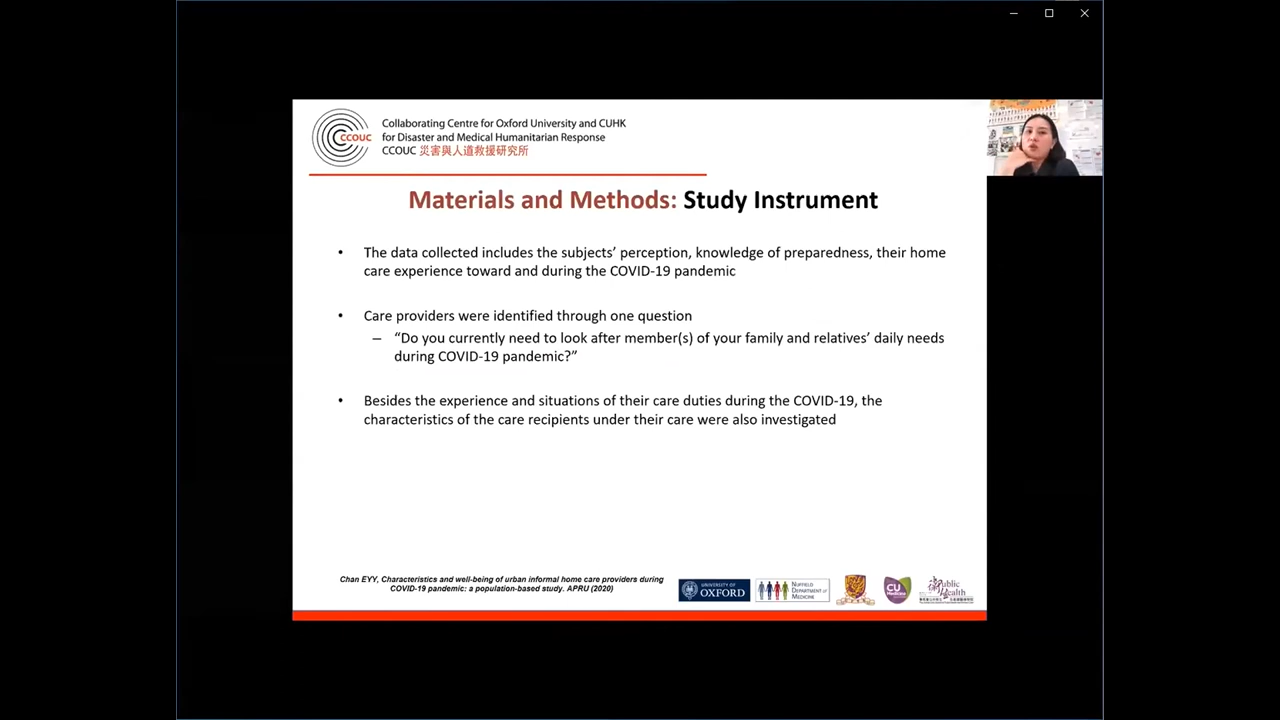 Collaborating Centre for Oxford University and CUHK
for Disaster and Medical Humanitarian Response
CCOUC
CCOUC 災害與人道救援研究所
Materials and Methods: Study Instrument
• The data collected includes the subjects’ perception, knowledge of preparedness, their home
care experience toward and during the COVID-19 pandemic
• Care providers were identified through one question
– “Do you currently need to look after member(s) of your family and relatives’ daily needs
during COVID-19 pandemic?”
• Besides the experience and situations of their care duties during the COVID-19, the
characteristics of the care recipients under their care were also investigated
Chan EYY, Characteristics and well-being of urban informal home care providers during
COVID-19 pandemic: a population-based study. APRU (2020)
UNIVERSITY OF
OXFORD
NUFFIELD
DEPARTMENT OF
MEDICINE
CU
Medicine
Public
Health